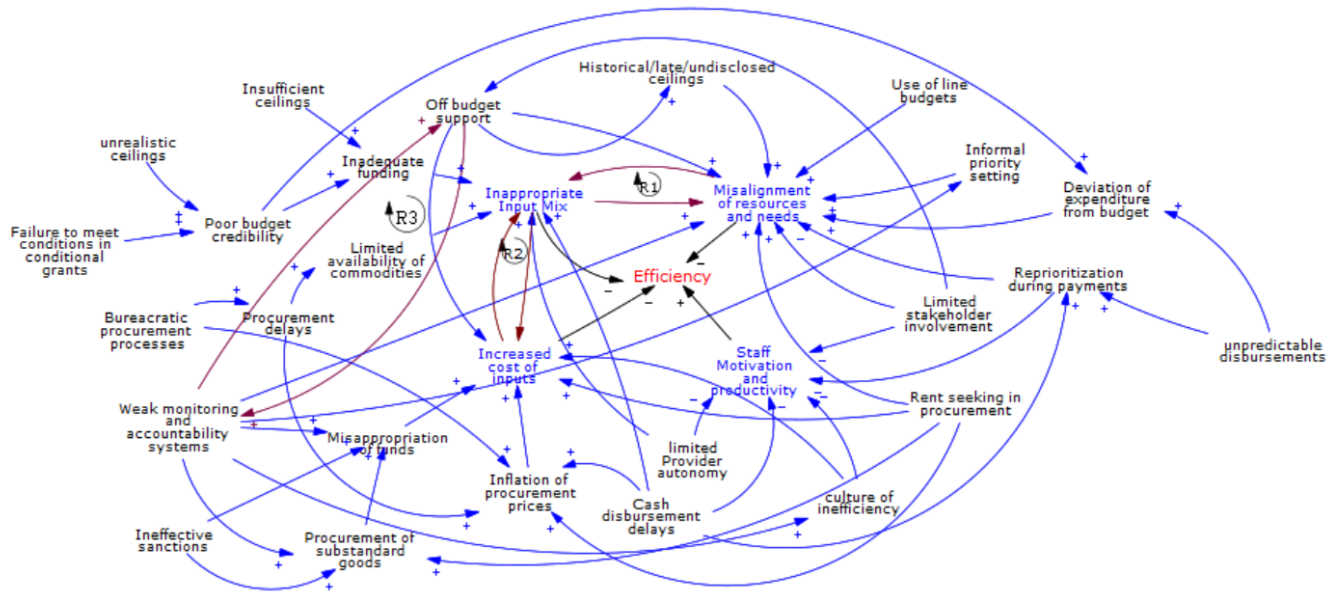 Historical/late/undisclosed
ceilings
Insufficient
ceilings
Off budget
support
Use of line
budgets
unrealistic
ceilings
Inadequate
funding
Informal
priority
setting
Inappropriate
Input Mix
R1
Misalignment
of resources
and needs
Deviation of
expenditure
from budget
R3
Poor budget
credibility
Failure to meet
conditions in
conditional
grants
Limited
availability of
commodities
R2
Efficiency
Reprioritization
during payments
Bureacratic
procurement
processes
Procurement
delays
Limited
stakeholder
involvement
unpredictable
disbursements
Increased
cost of
inputs
Staff
Motivation
and
productivity
Rent seeking in
procurement
Weak monitoring
and
accountability
systems
Misappropriation
of funds
limited
Provider
autonomy
Inflation of
procurement
prices
Cash
disbursement
delays
culture of
inefficiency
Ineffective
sanctions
Procurement of
substandard
goods